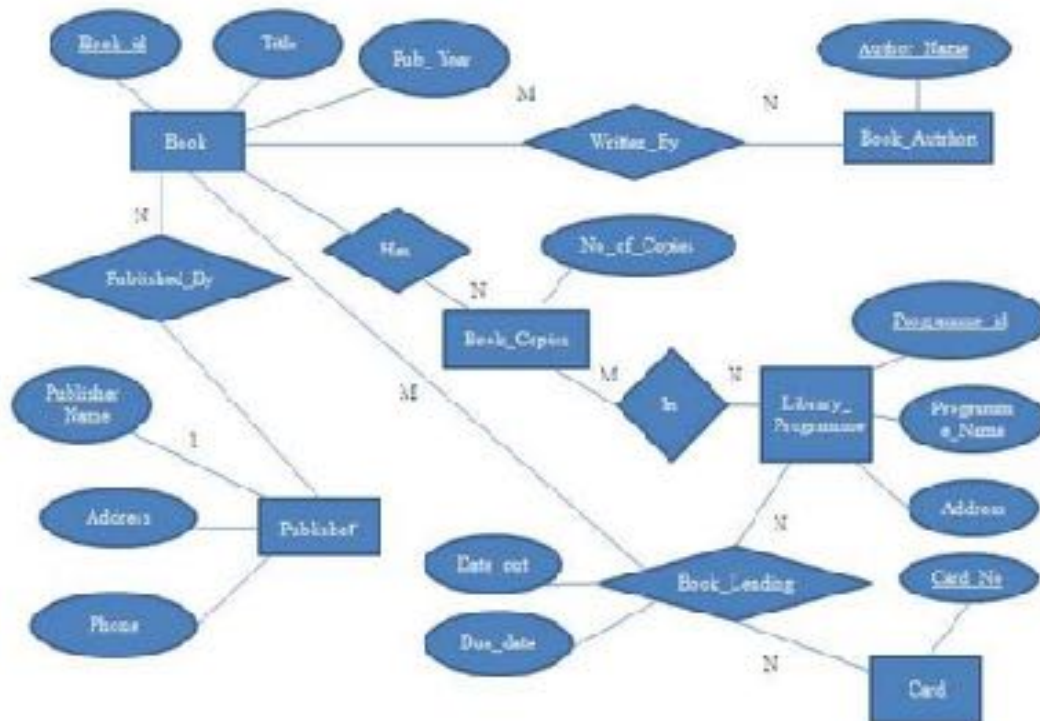 Book_id
Title
Pub_Year
Author_Name
M
N
Book
Written_By
Book_Authors
N
Has
No_of_Copies
Published_By
N
Book_Copies
Programme_id
Publisher
Name
M
M
In
N
Library_
Programme
Programm
e_Name
1
Address
Publisher
N
Address
Date_out
Book_Lending
Card_No
Phone
Due_date
N
Card